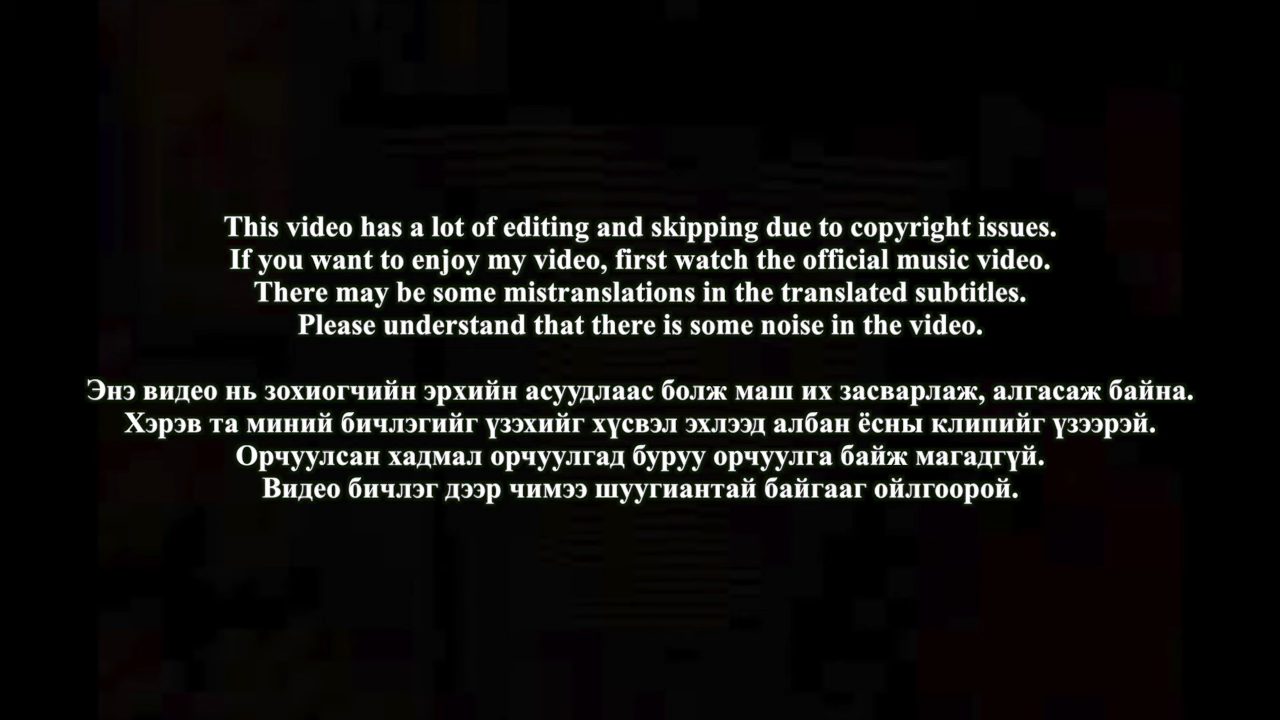 This video has a lot of editing and skipping due to copyright issues.
If you want to enjoy my video, first watch the official music video.
There may be some mistranslations in the translated subtitles.
Please understand that there is some noise in the video.
Энэ видео нь зохиогчийн эрхийн асуудлаас болж маш их засварлаж, алгасаж байна.
Хэрэв та миний бичлэгийг үзэхийг хүсвэл эхлээд албан ёсны клипийг үзээрэй.
Орчуулсан хадмал орчуулгад буруу орчуулга байж магадгүй.
Видео бичлэг дээр чимээ шуугиантай байгааг ойлгоорой.